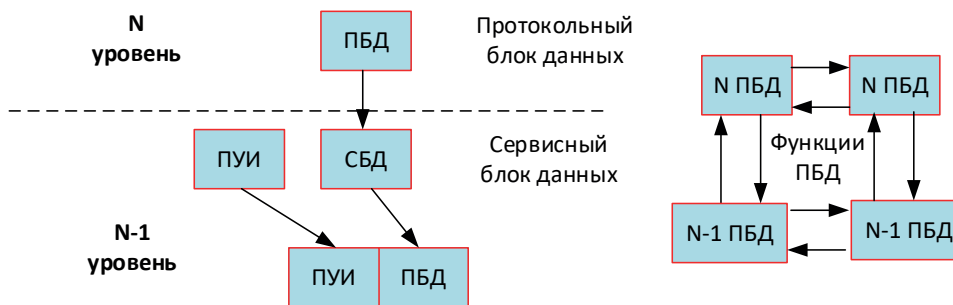 N
уровень
ПБД
Протокольный
блок данных
ПУИ
СБД
Сервисный
блок данных
N-1
уровень
ПУИ
ПБД
N ПБД
N ПБД
Функции
ПБД
N-1 ПБД
N-1 ПБД